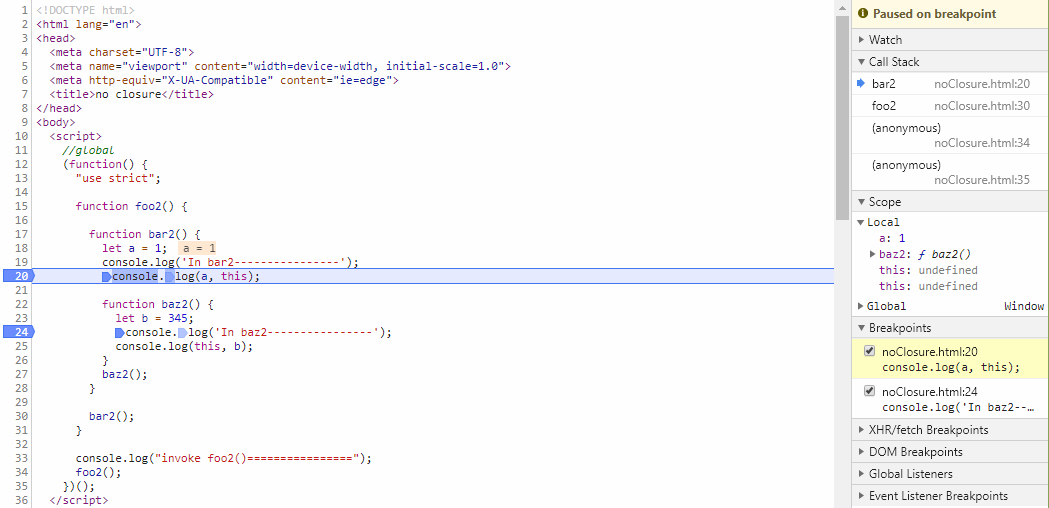 1 <!DOCTYPE html>
2 <html lang="en">
3 <head>
4   <meta charset="UTF-8">
5   <meta name="viewport" content="width=device-width, initial-scale=1.0">
6   <meta http-equiv="X-UA-Compatible" content="ie=edge">
7   <title>no closure</title>
8 </head>
9 <body>
10   <script>
11     //global
12     (function() {
13       "use strict";
14
15       function foo2() {
16
17         function bar2() {
18           let a = 1;  a = 1
19           console.log('In bar2----------------');
20           console.log(a, this);
21
22           function baz2() {
23             let b = 345;
24             console.log('In baz2----------------');
25             console.log(this, b);
26           }
27           baz2();
28         }
29
30         bar2();
31       }
32
33       console.log("invoke foo2()================");
34       foo2();
35     })();
36   </script>
Paused on breakpoint
Watch
Call Stack
bar2 noClosure.html:20
foo2 noClosure.html:30
(anonymous)
noClosure.html:34
(anonymous)
noClosure.html:35
Scope
Local
a: 1
baz2: ƒ baz2()
this: undefined
this: undefined
Global Window
Breakpoints
noClosure.html:20
console.log(a, this);
noClosure.html:24
console.log('In baz2--…
XHR/fetch Breakpoints
DOM Breakpoints
Global Listeners
Event Listener Breakpoints